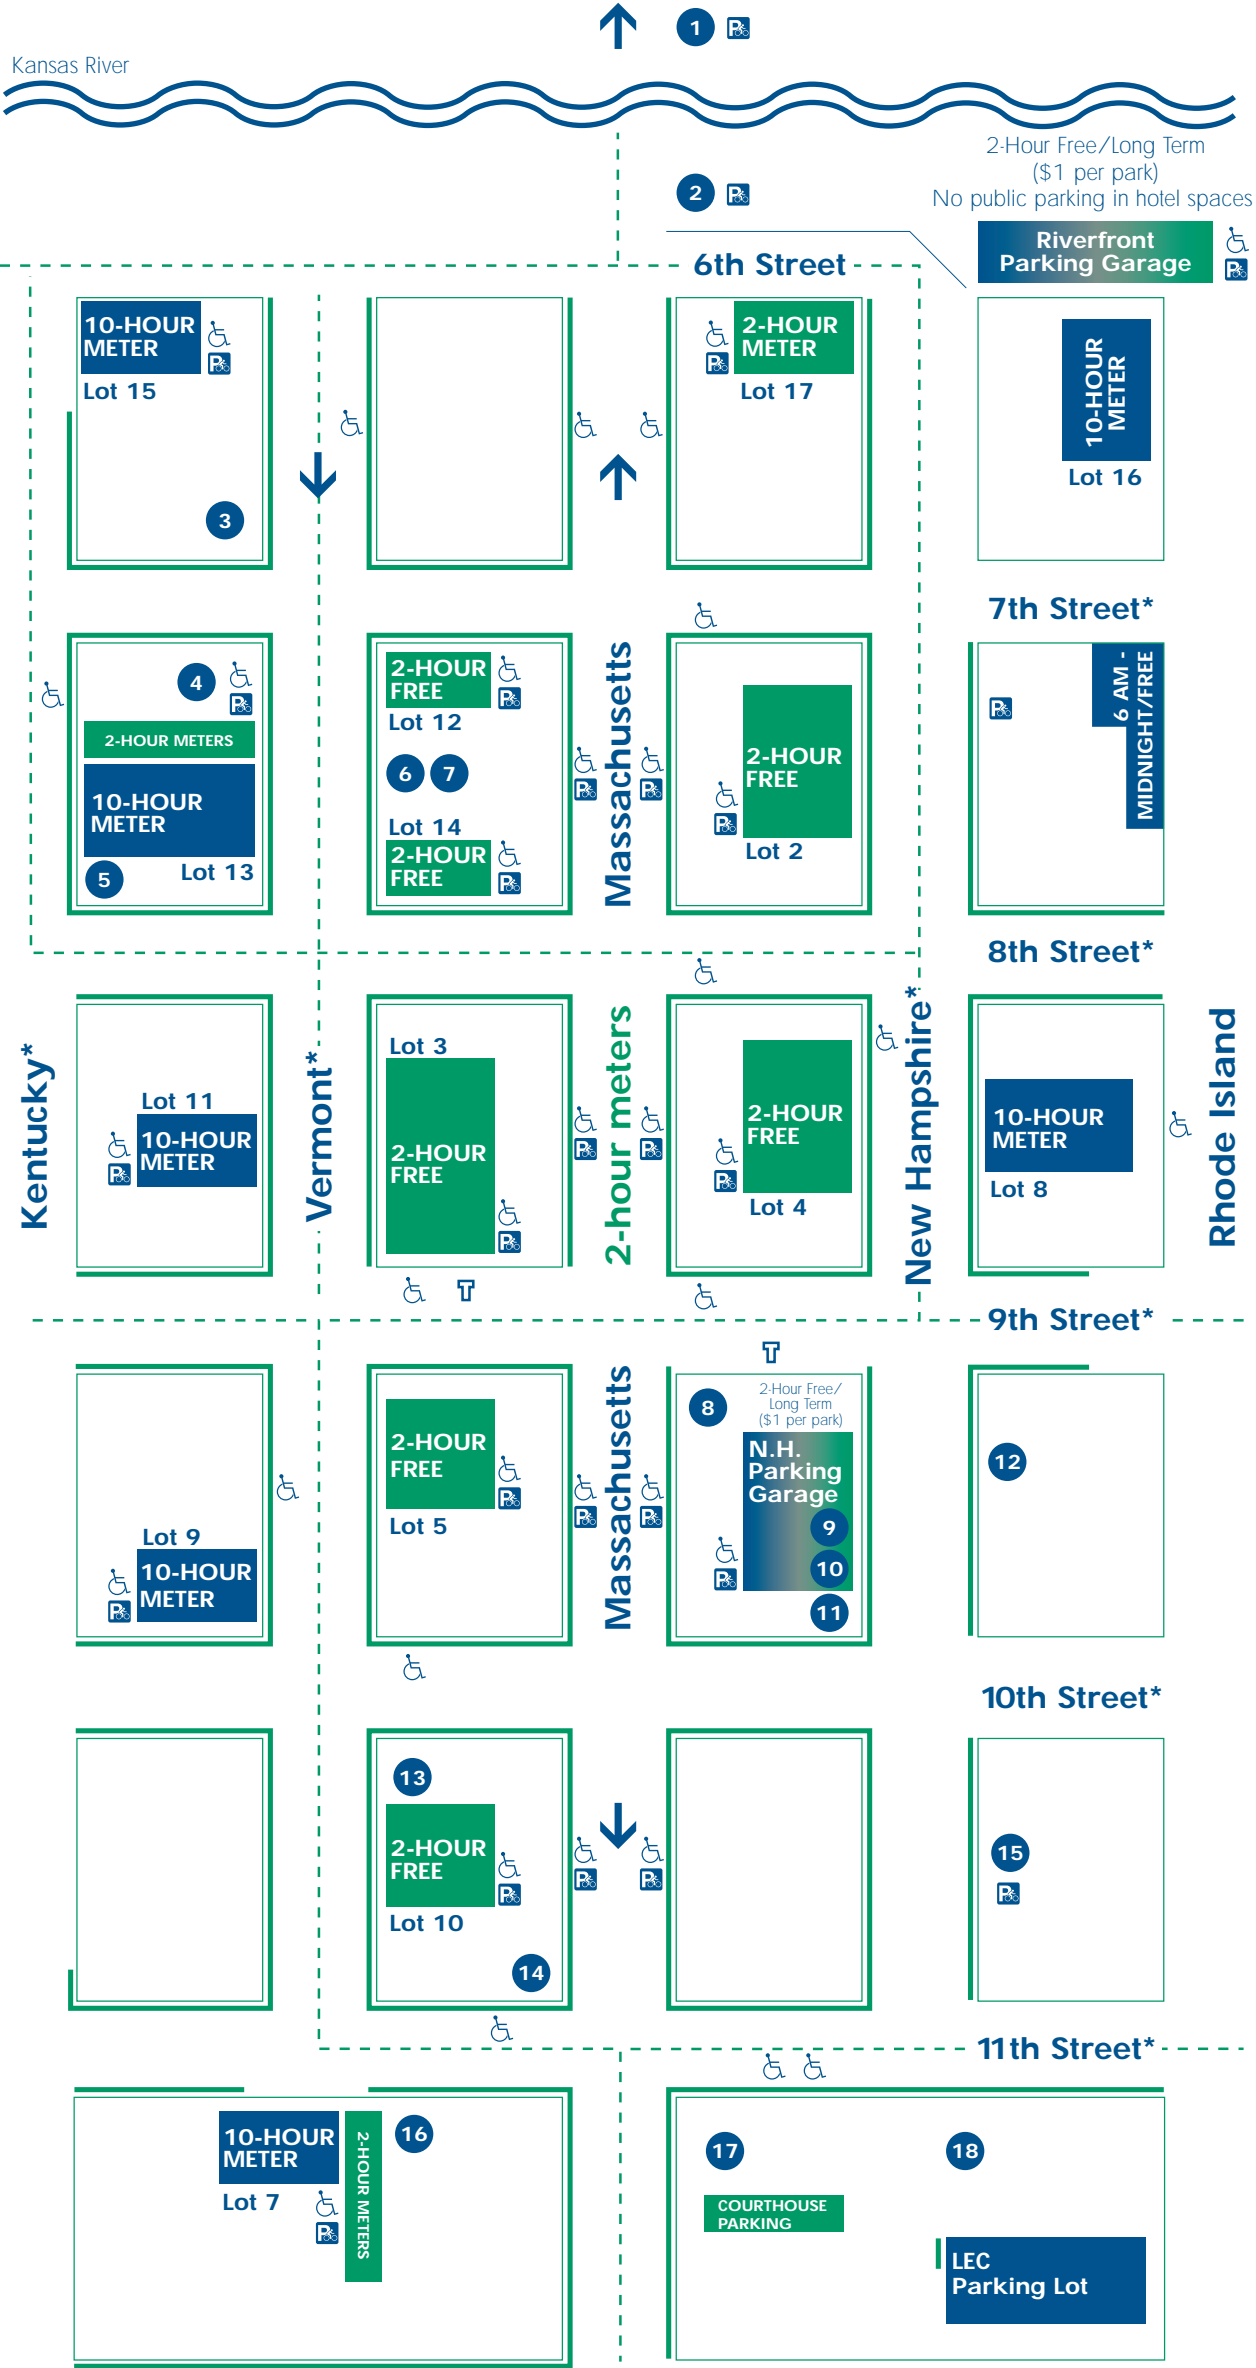 1
Kansas River
2-Hour Free/Long Term
($1 per park)
No public parking in hotel spaces
2
Riverfront
Parking Garage
6th Street
10-HOUR
METER
Lot 15
2-HOUR
METER
Lot 17
10-HOUR
METER
Lot 16
3
7th Street*
4
2-HOUR METERS
10-HOUR
METER
5
Lot 13
2-HOUR
FREE
Lot 12
6
7
Lot 14
2-HOUR
FREE
Massachusetts
2-HOUR
FREE
Lot 2
6 AM -
MIDNIGHT/FREE
8th Street*
Kentucky*
Lot 11
10-HOUR
METER
Vermont*
Lot 3
2-HOUR
FREE
2-hour meters
2-HOUR
FREE
Lot 4
New Hampshire*
10-HOUR
METER
Lot 8
Rhode Island
T
9th Street*
T
Lot 9
10-HOUR
METER
2-HOUR
FREE
Lot 5
Massachusetts
8
2-Hour Free/
Long Term
($1 per park)
N.H.
Parking
Garage
9
10
11
12
10th Street*
13
2-HOUR
FREE
Lot 10
14
15
11th Street*
10-HOUR
METER
Lot 7
2-HOUR METERS
16
17
COURTHOUSE
PARKING
18
LEC
Parking Lot